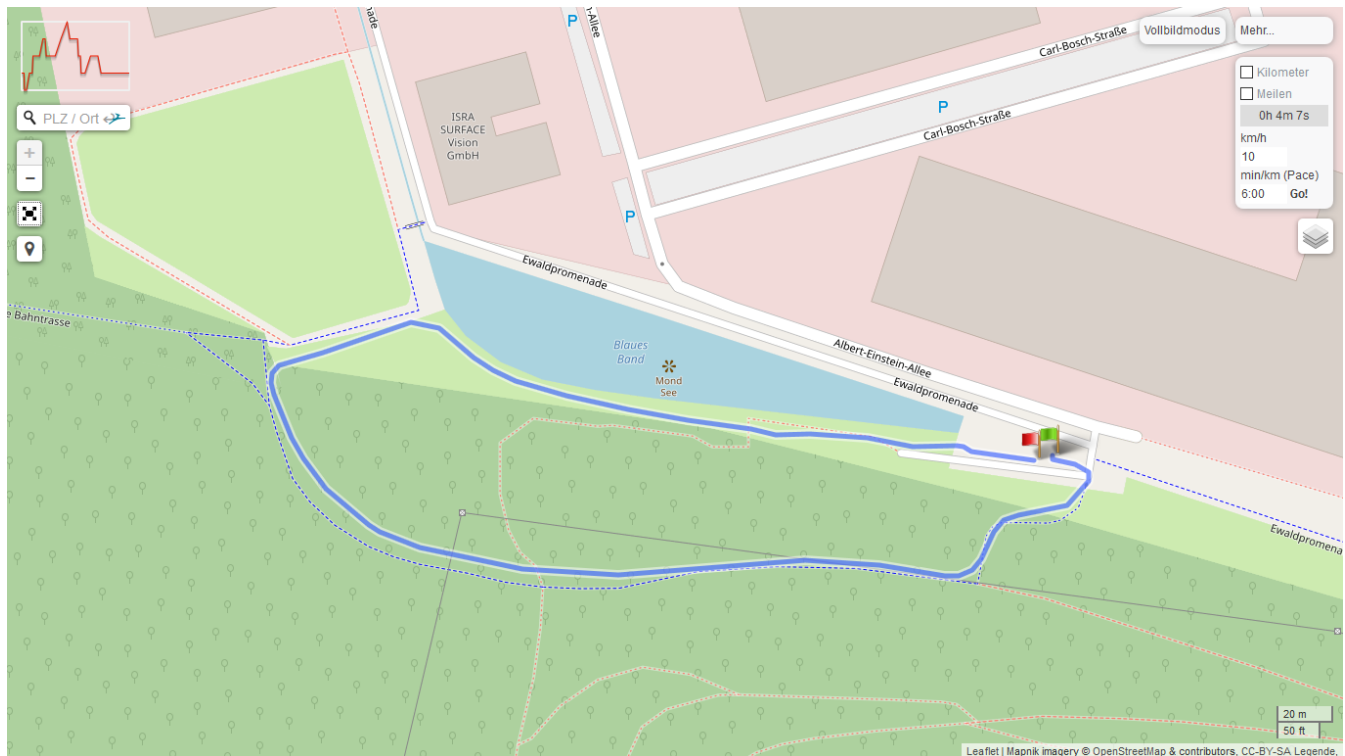 P
-Allee
Carl-Bosch-Straße
Vollbildmodus
Mehr...
PLZ / Ort
Kilometer
Meilen
0h 4m 7s
km/h
10
min/km (Pace)
6:00 Go!
P
Carl-Bosch-Straße
ISRA
SURFACE
Vision
GmbH
P
Ewaldpromenade
e Bahntrasse
Blaues
Band
Mond
See
Albert-Einstein-Allee
Ewaldpromenade
Ewaldpromena
20 m
50 ft
Leaflet | Mapnik imagery © OpenStreetMap & contributors, CC-BY-SA Legende,